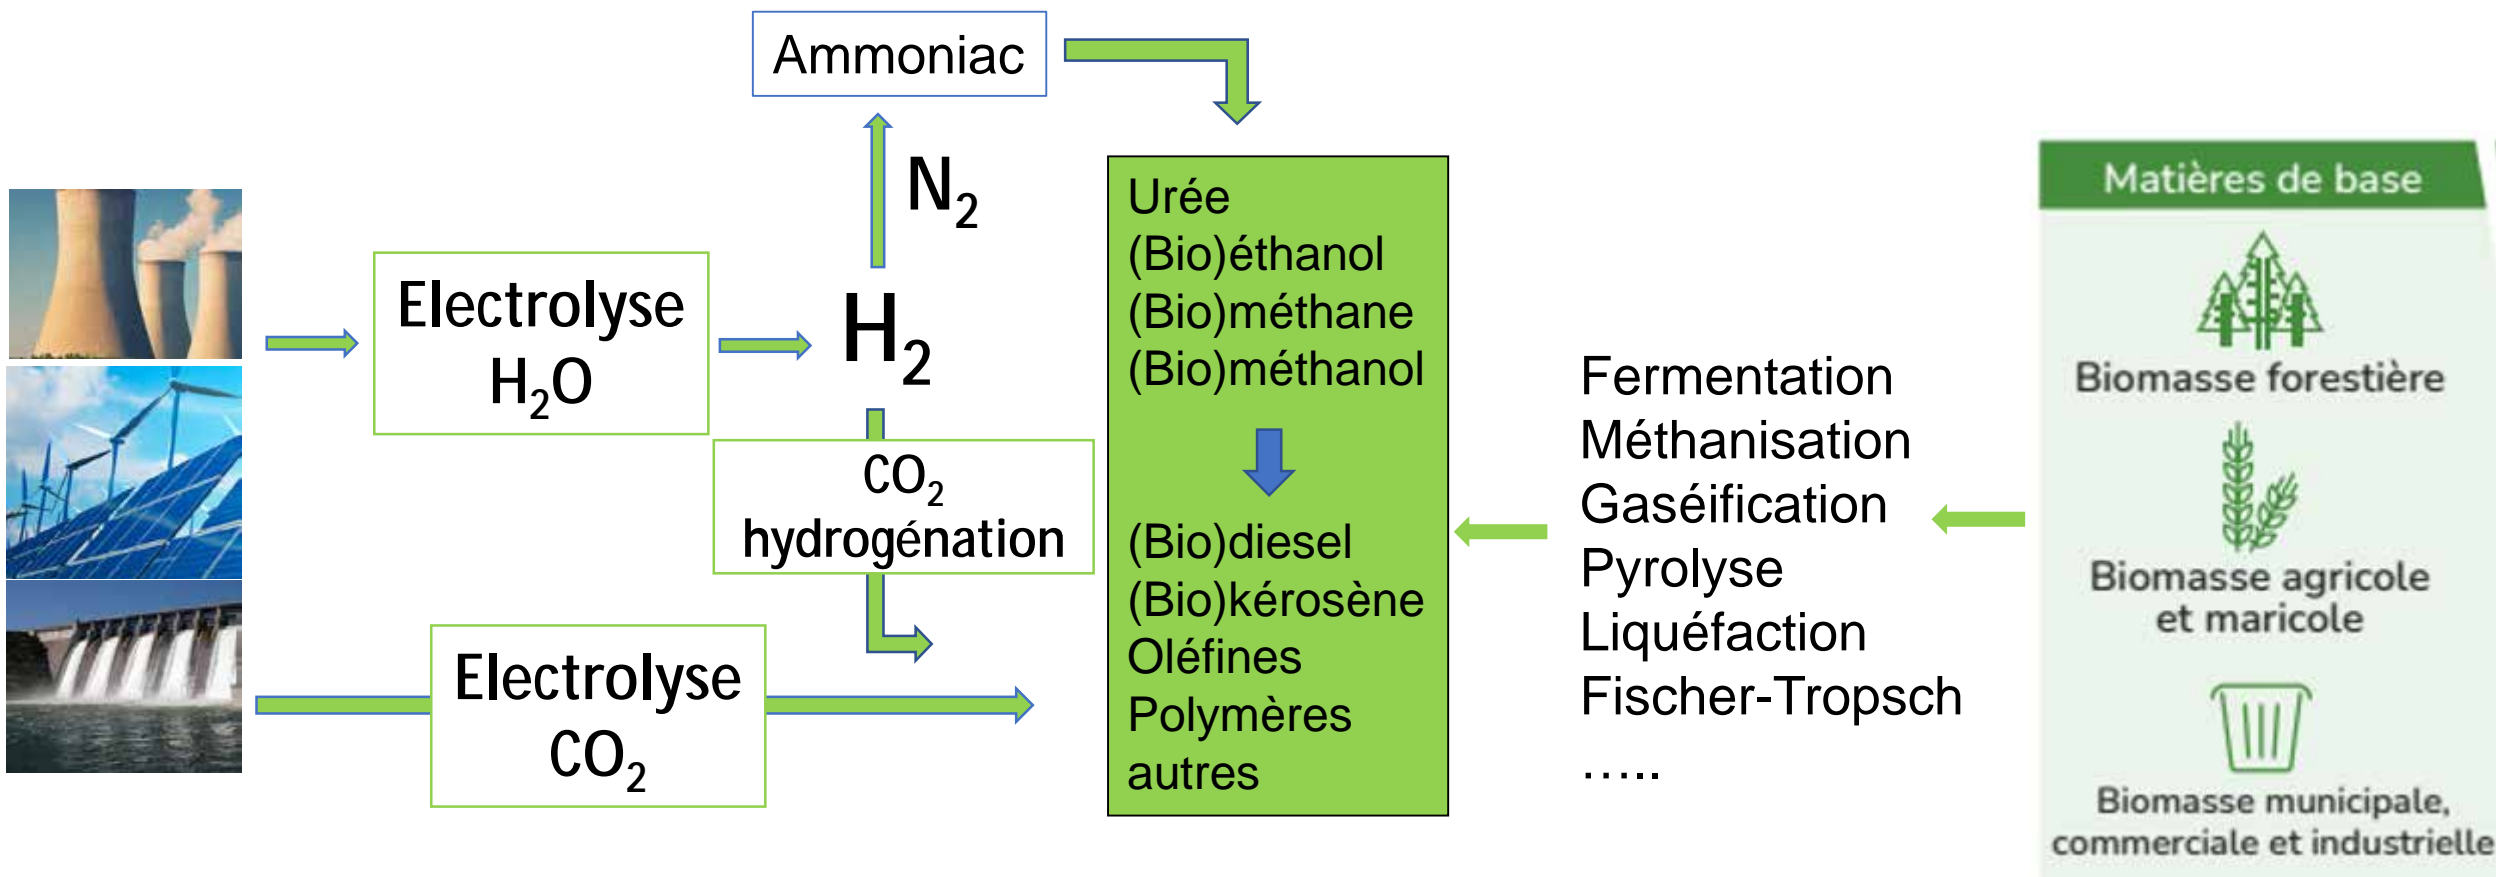 Ammoniac
N₂
Electrolyse
H₂O
H₂
CO₂
hydrogénation
Electrolyse
CO₂
Urée
(Bio)éthanol
(Bio)méthane
(Bio)méthanol
(Bio)diesel
(Bio)kérosène
Oléfines
Polymères
autres
Fermentation
Méthanisation
Gaséification
Pyrolyse
Liquéfaction
Fischer-Tropsch
…..
Matières de base
Biomasse forestière
Biomasse agricole
et maricole
Biomasse municipale,
commerciale et industrielle